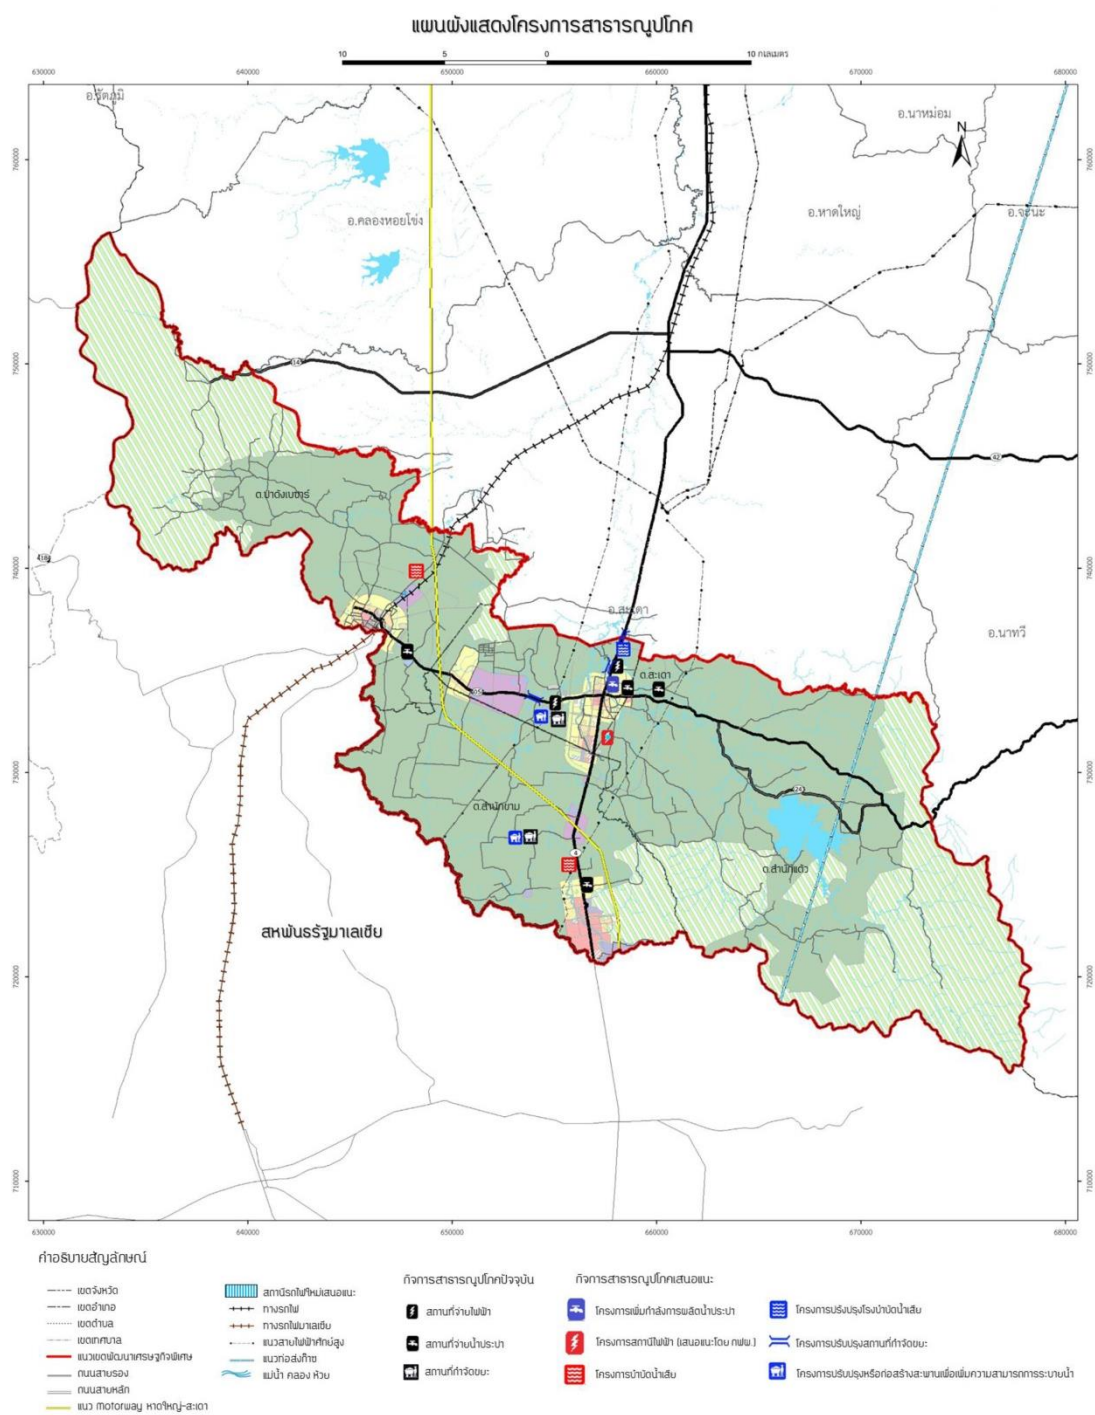 แผนผังแสดงโครงการสาธารณูปโภค
10 5 0 10 กิโลเมตร
630000 640000 650000 660000 670000 680000
อ.รัตภูมิ
อ.นาหม่อม
N
760000 760000
อ.คลองหอยโข่ง
อ.หาดใหญ่
อ.จะนะ
750000 750000
42
ต.ปาดังเบซาร์
740000 740000
อ.สะเดา
อ.นาทวี
ต.สะเดา
730000 730000
ต.สำนักขาม
4
ต.สำนักแต้ว
สหพันธรัฐมาเลเซีย
720000 720000
710000 710000
630000 640000 650000 660000 670000 680000
คำอธิบายสัญลักษณ์
เขตจังหวัด
เขตอำเภอ
เขตตำบล
เขตเทศบาล
แนวเขตพัฒนาเศรษฐกิจพิเศษ
ถนนสายรอง
ถนนสายหลัก
แนว Motorway หาดใหญ่-สะเดา
สถานีรถไฟใหม่เสนอแนะ
ทางรถไฟ
ทางรถไฟมาเลเซีย
แนวสายไฟฟ้าศักย์สูง
แนวท่อส่งก๊าซ
แม่น้ำ คลอง ห้วย
กิจการสาธารณูปโภคปัจจุบัน
สถานที่จ่ายไฟฟ้า
สถานที่จ่ายน้ำประปา
สถานที่กำจัดขยะ
กิจการสาธารณูปโภคเสนอแนะ
โครงการเพิ่มกำลังการผลิตน้ำประปา
โครงการสถานีไฟฟ้า (เสนอแนะโดย กฟผ.)
โครงการบำบัดน้ำเสีย
โครงการปรับปรุงโรงบำบัดน้ำเสีย
โครงการปรับปรุงสถานที่กำจัดขยะ
โครงการปรับปรุงหรือก่อสร้างสะพานเพื่อเพิ่มความสามารถการระบายน้ำ